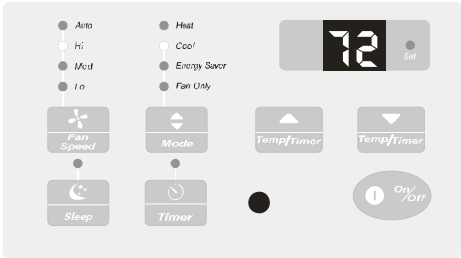 Auto
Hi
Med
Lo
Heat
Cool
Energy Saver
Fan Only
72
Set
Fan
Speed
Mode
Temp/Timer
Temp/Timer
Sleep
Timer
On/
Off